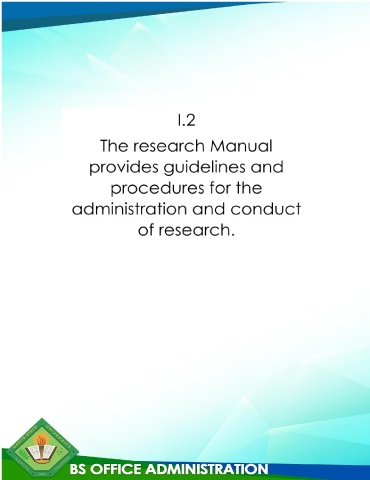 I.2
The research Manual
provides guidelines and
procedures for the
administration and conduct
of research.
BS OFFICE ADMINISTRATION